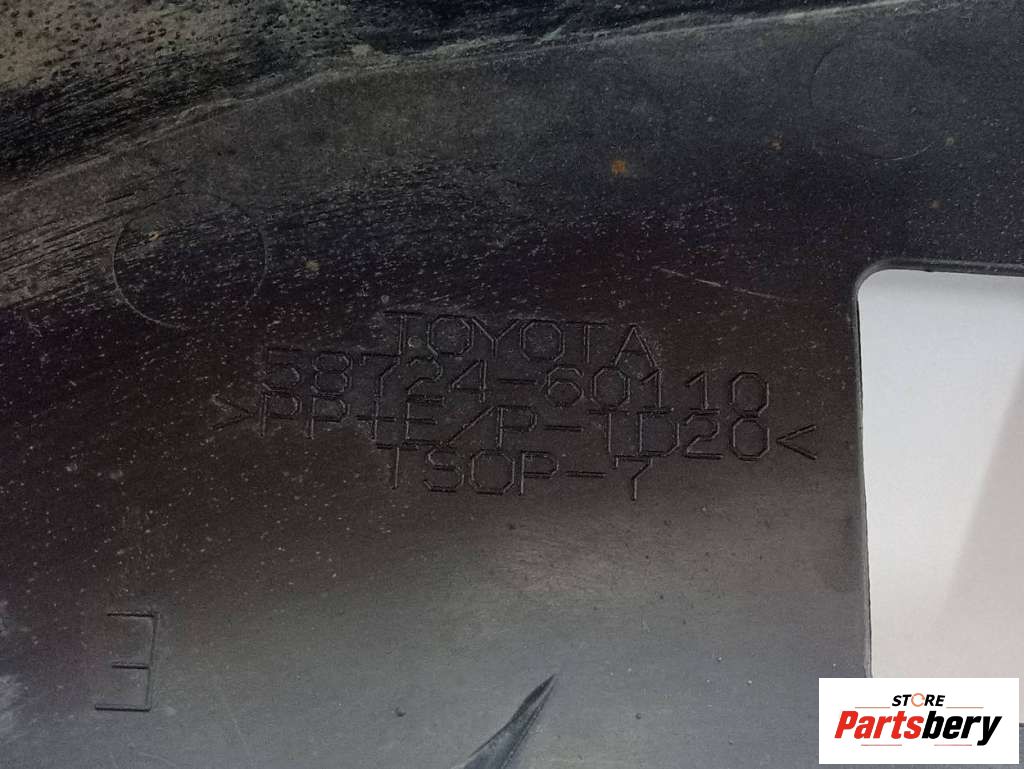 TOYOTA
58724-60110
>PP+E/P-TD20<
TSOP-7
E
STORE
Partsbery